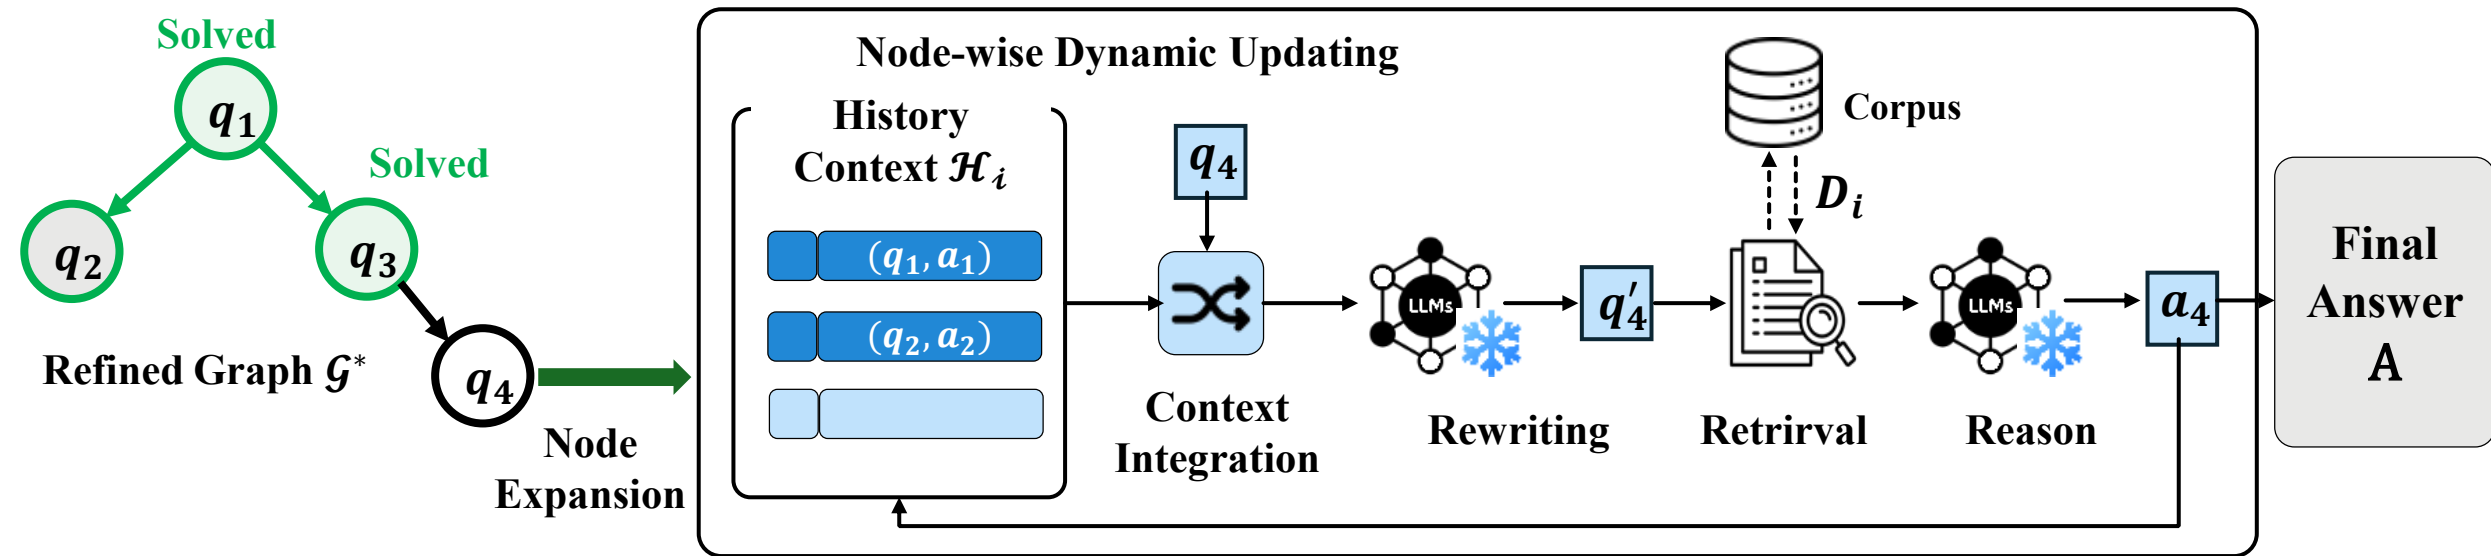 Solved
q₁
Solved
q₂
q₃
q₄
Refined Graph 𝒢*
Node
Expansion
Node-wise Dynamic Updating
History
Context ℋᵢ
(q₁, a₁)
(q₂, a₂)
q₄
Context
Integration
LLMs
Rewriting
q′₄
Corpus
Dᵢ
Retrirval
LLMs
Reason
a₄
Final
Answer
A